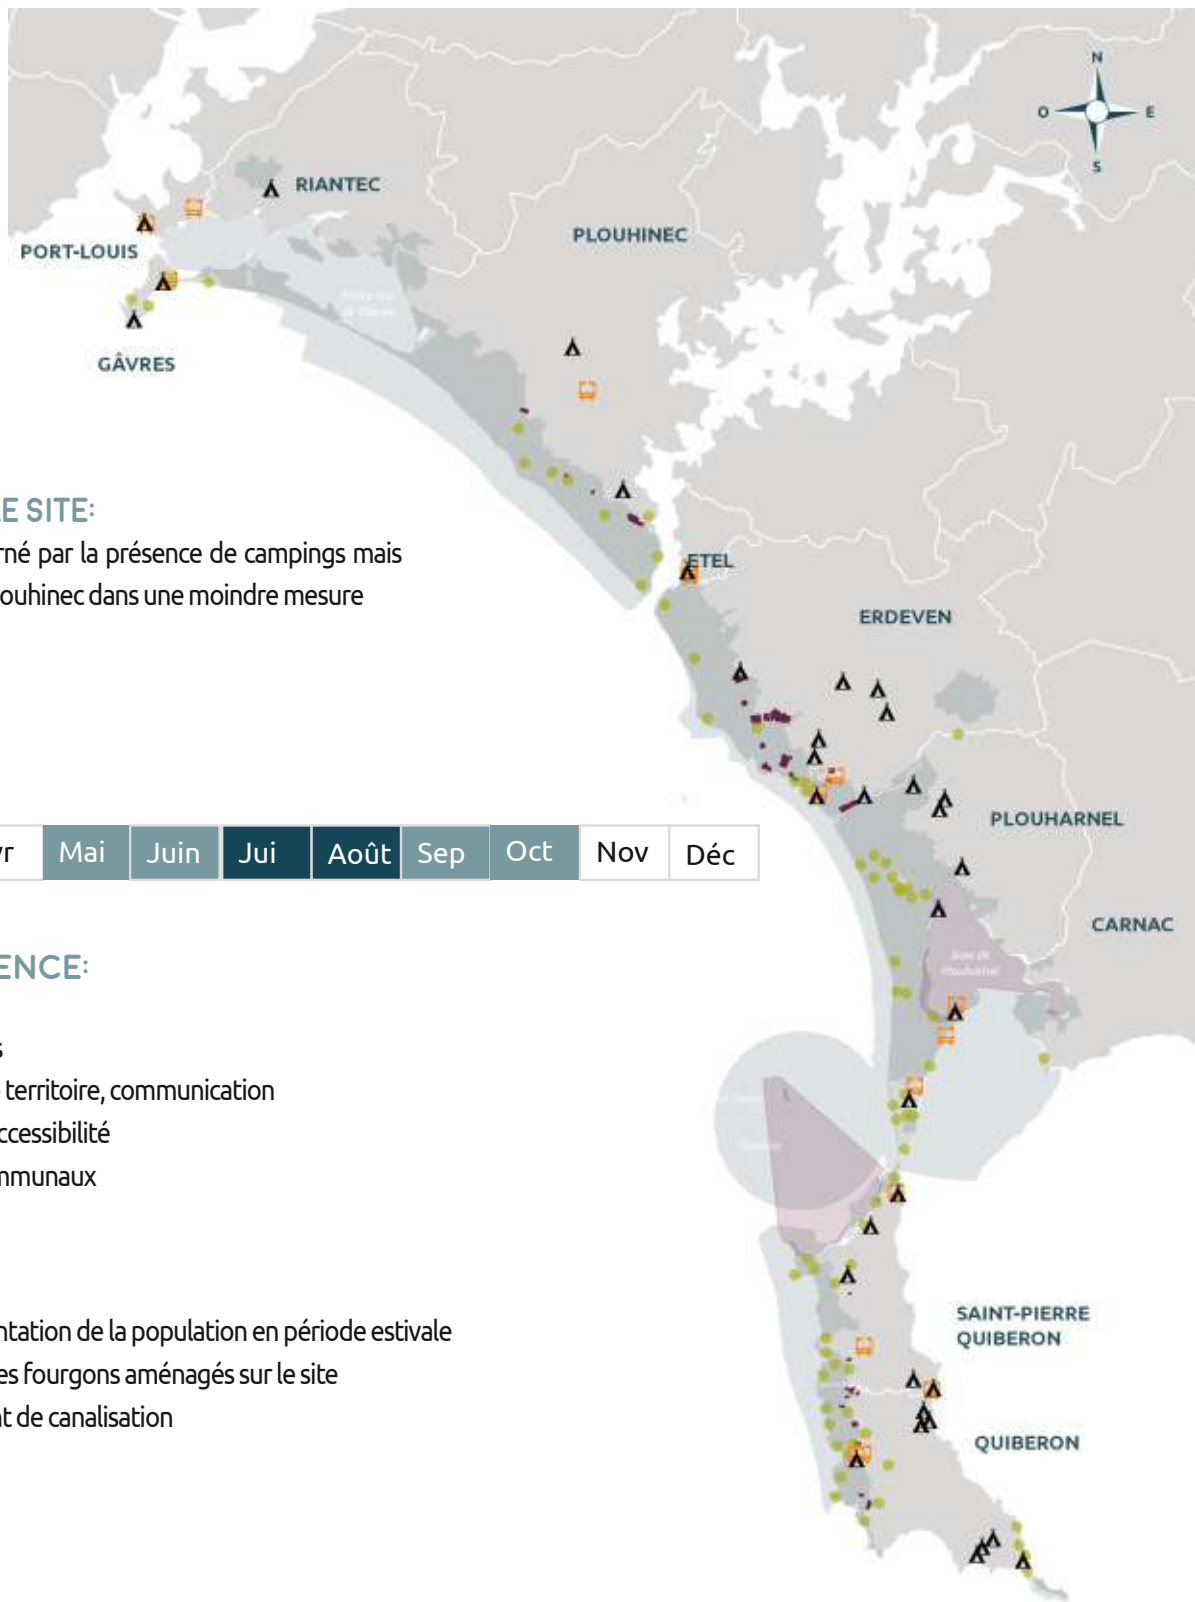 N
O
E
S
RIANTEC
PORT-LOUIS
PLOUHINEC
GÂVRES
E SITE:
rné par la présence de campings mais
louhinec dans une moindre mesure
ETEL
ERDEVEN
PLOUHARNEL
r Mai Juin Jui Août Sep Oct Nov Déc
CARNAC
ENCE:
s
territoire, communication
ccessibilité
mmunaux
SAINT-PIERRE
QUIBERON
ntation de la population en période estivale
es fourgons aménagés sur le site
t de canalisation
QUIBERON